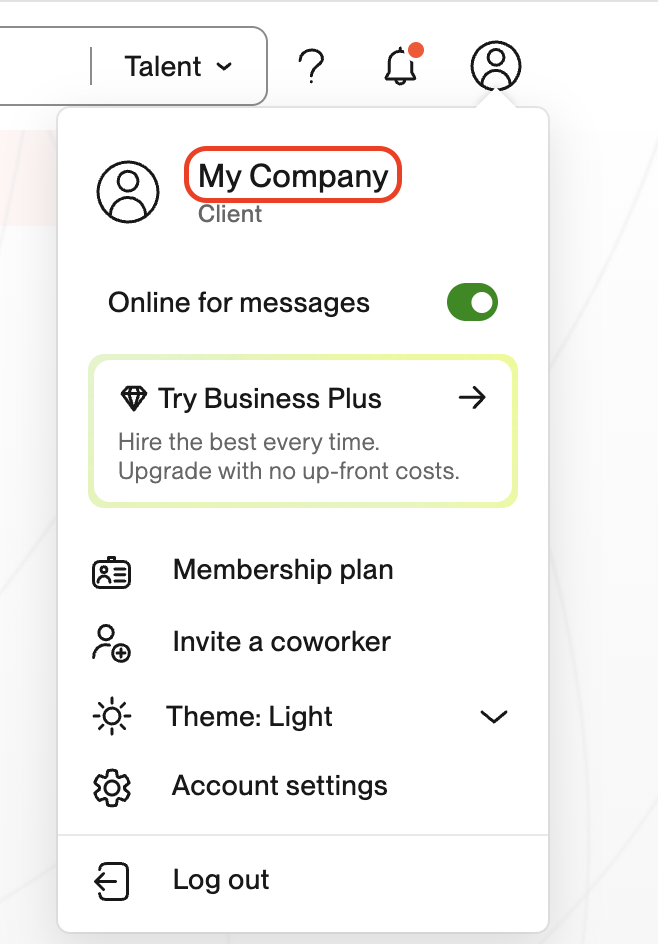 Talent
My Company
Client
Online for messages
Try Business Plus
Hire the best every time.
Upgrade with no up-front costs.
Membership plan
Invite a coworker
Theme: Light
Account settings
Log out